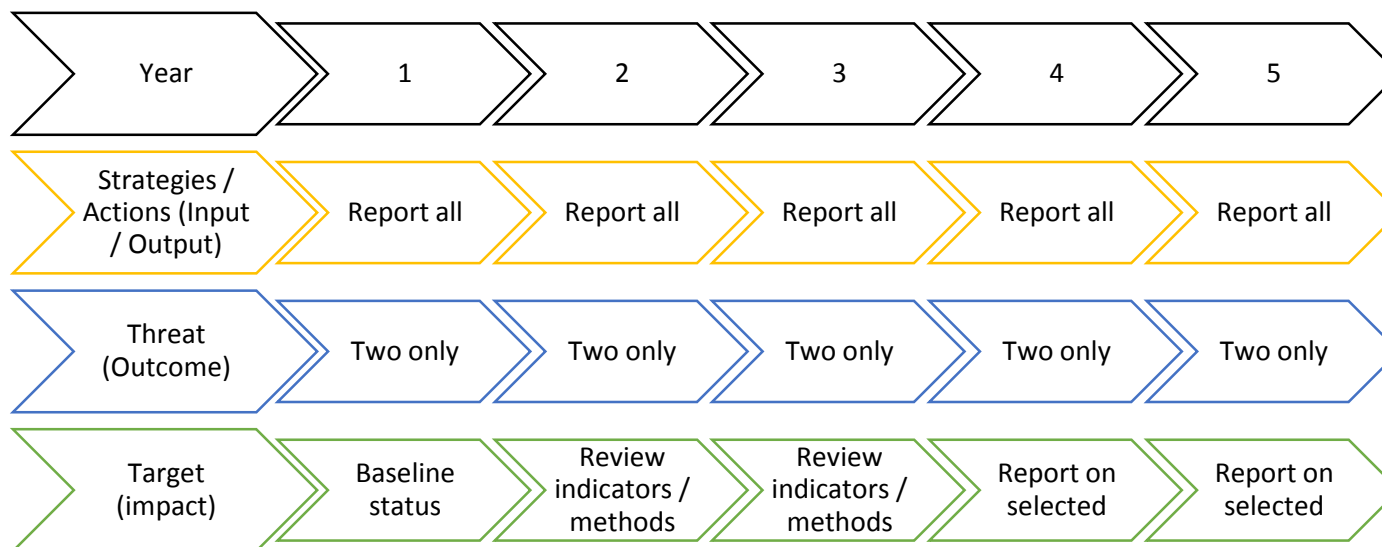 Year
1
2
3
4
5
Strategies /
Actions (Input
/ Output)
Report all
Report all
Report all
Report all
Report all
Threat
(Outcome)
Two only
Two only
Two only
Two only
Two only
Target
(impact)
Baseline
status
Review
indicators /
methods
Review
indicators /
methods
Report on
selected
Report on
selected